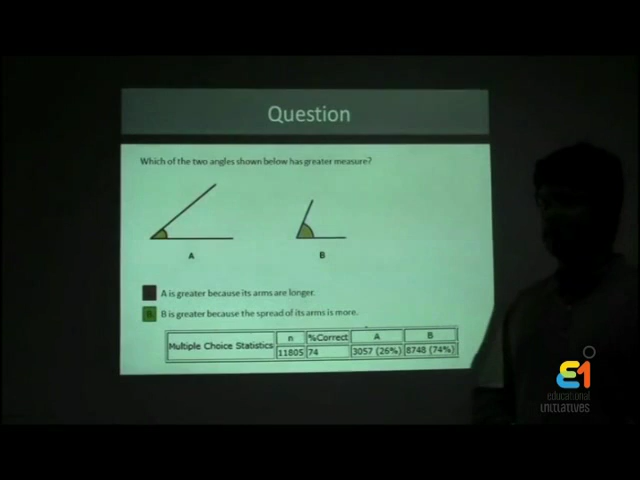 Question
Which of the two angles shown below has greater measure?
A
B
A is greater because its arms are longer.
B B is greater because the spread of its arms is more.
Multiple Choice Statistics n %Correct A B
11805 74 3057 (26%) 8748 (74%)
EI
educational
INITIATIVES